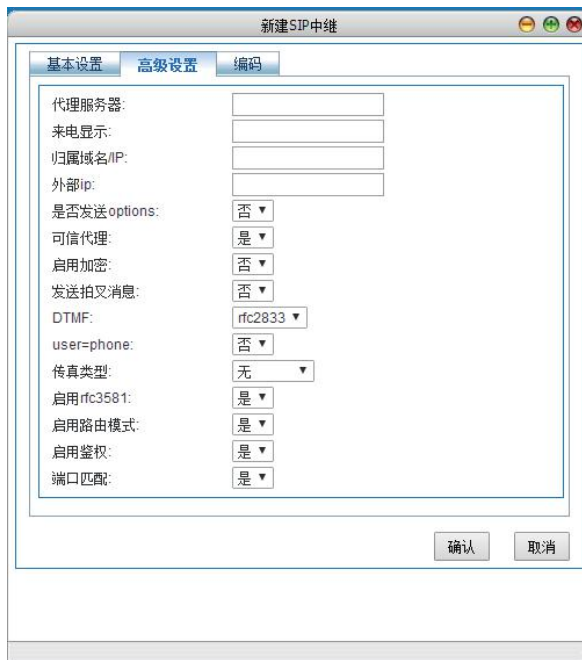 新建SIP中继
基本设置 高级设置 编码
代理服务器:
来电显示:
归属域名/IP:
外部ip:
是否发送options: 否
可信代理: 是
启用加密: 否
发送拍叉消息: 否
DTMF: rfc2833
user=phone: 否
传真类型: 无
启用rfc3581: 是
启用路由模式: 是
启用鉴权: 是
端口匹配: 是
确认 取消